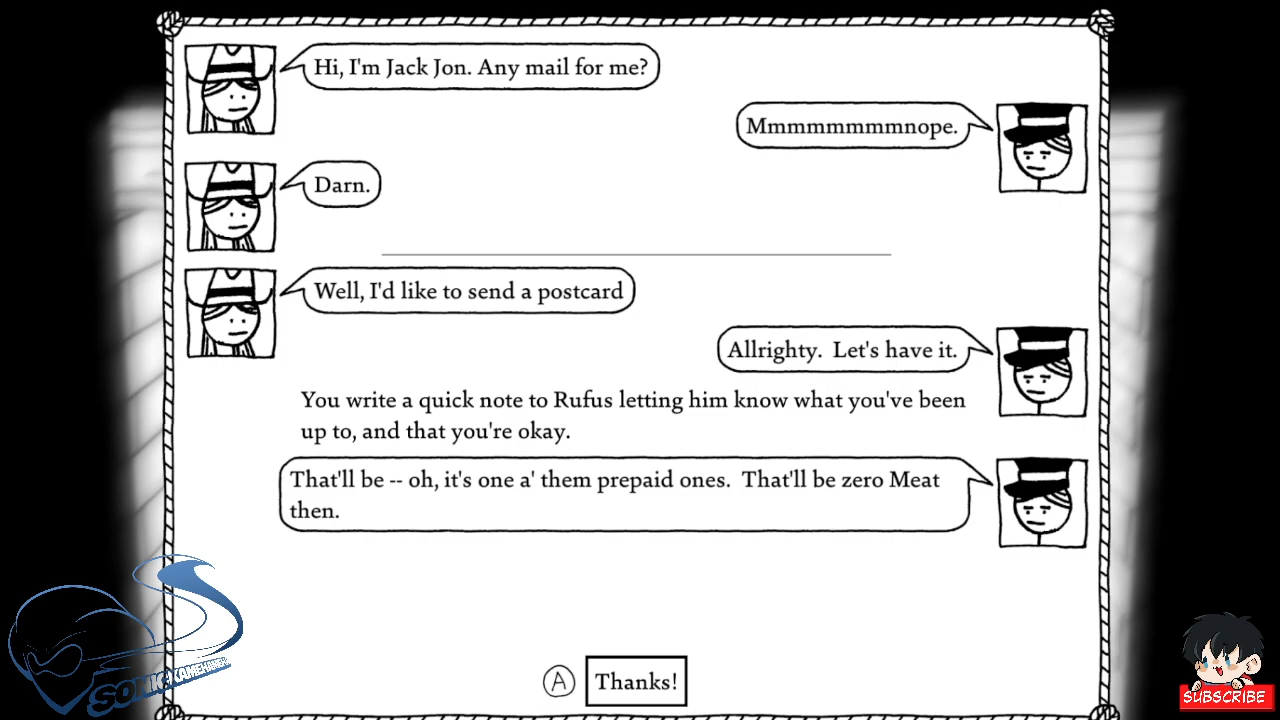 Hi, I'm Jack Jon. Any mail for me?
Mmmmmmmmnope.
Darn.
Well, I'd like to send a postcard
Allrighty. Let's have it.
You write a quick note to Rufus letting him know what you've been
up to, and that you're okay.
That'll be -- oh, it's one a' them prepaid ones. That'll be zero Meat
then.
A Thanks!
SONICKAMEHAMEHA
SUBSCRIBE